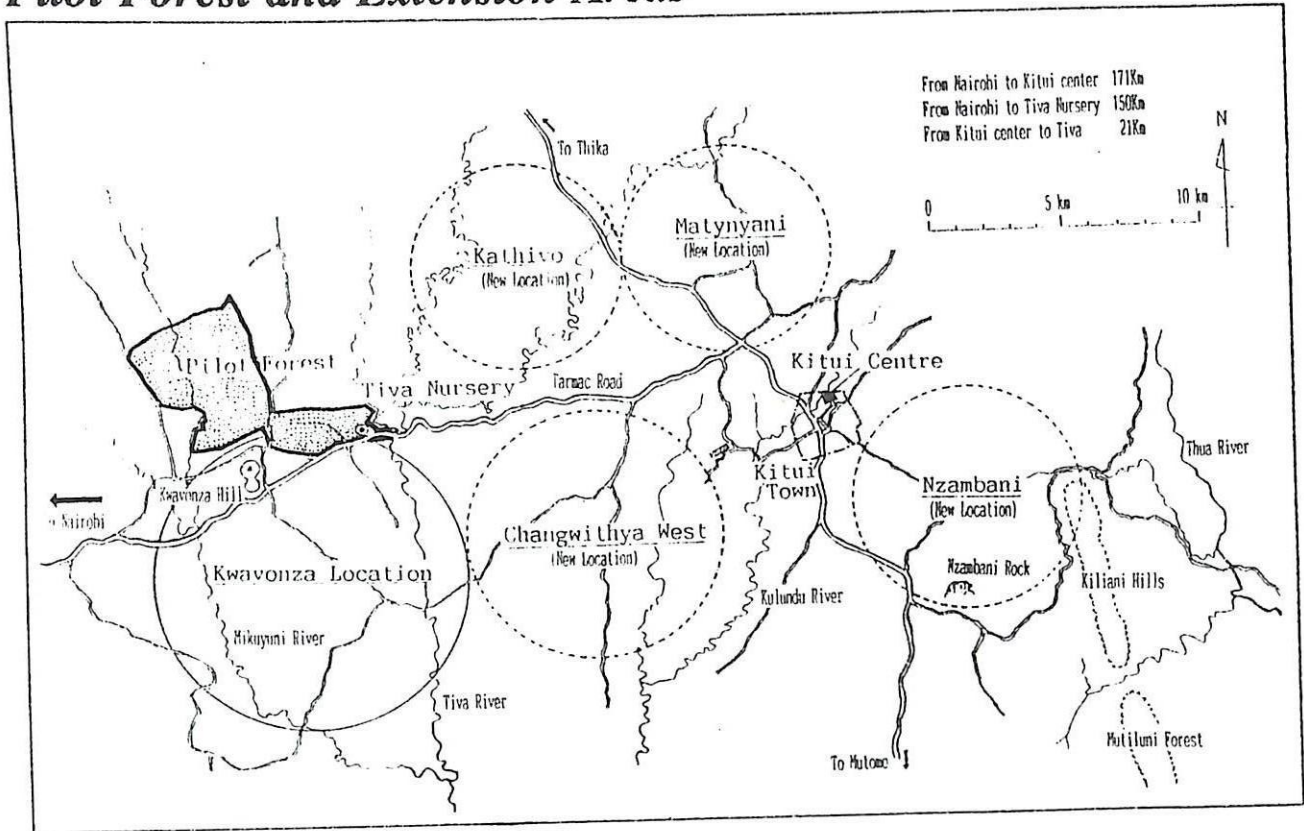 Pilot Forest and Extension Areas
From Nairohi to Kitui center 171Km
From Nairohi to Tiva Nursery 150Km
From Kitui center to Tiva 21Km
N
0 5 km 10 km
To Thika
Matynyani
(New Location)
Kathivo
(New Location)
Pilot Forest
Tiva Nursery
Tarmac Road
Kitui Centre
Thua River
Kwavonza Hill
Kitui
Town
Nzambani
(New Location)
Nairohi
Changwithya West
(New Location)
Nzambani Rock
Kwavonza Location
Kiliani Hills
Kulundu River
Mikuyuni River
Tiva River
Mutiluni Forest
To Mutomo